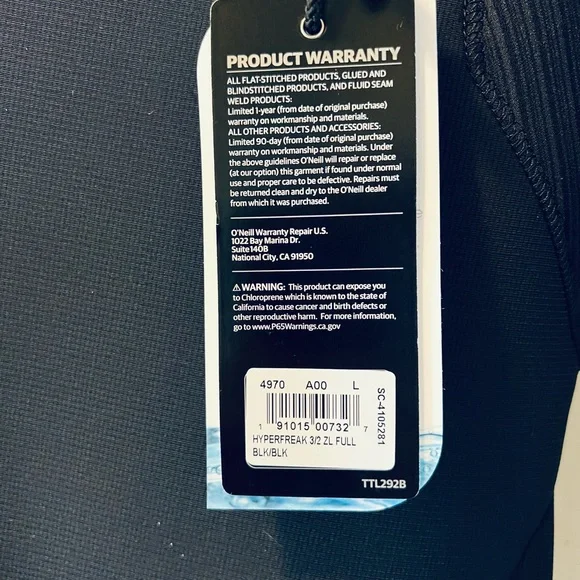 PRODUCT WARRANTY
ALL FLAT-STITCHED PRODUCTS, GLUED AND
BLINDSTITCHED PRODUCTS, AND FLUID SEAM
WELD PRODUCTS:
Limited 1-year (from date of original purchase)
warranty on workmanship and materials.
ALL OTHER PRODUCTS AND ACCESSORIES:
Limited 90-day (from date of original purchase)
warranty on workmanship and materials. Under
the above guidelines O'Neill will repair or replace
(at our option) this garment if found under normal
use and proper care to be defective. Repairs must
be returned clean and dry to the O'Neill dealer
from which it was purchased.
O'Neill Warranty Repair U.S.
1022 Bay Marina Dr.
Suite 140B
National City, CA 91950
⚠WARNING: This product can expose you
to Chloroprene which is known to the state of
California to cause cancer and birth defects or
other reproductive harm. For more information,
go to www.P65Warnings.ca.gov
4970 A00 L
1 91015 00732 7
HYPERFREAK 3/2 ZL FULL
BLK/BLK
SC-4105281
TTL292B